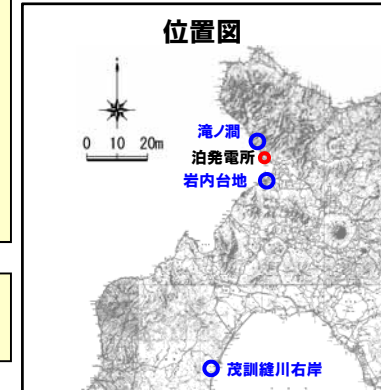 位置図
0 10 20m
滝ノ澗
泊発電所
岩内台地
茂訓縫川右岸